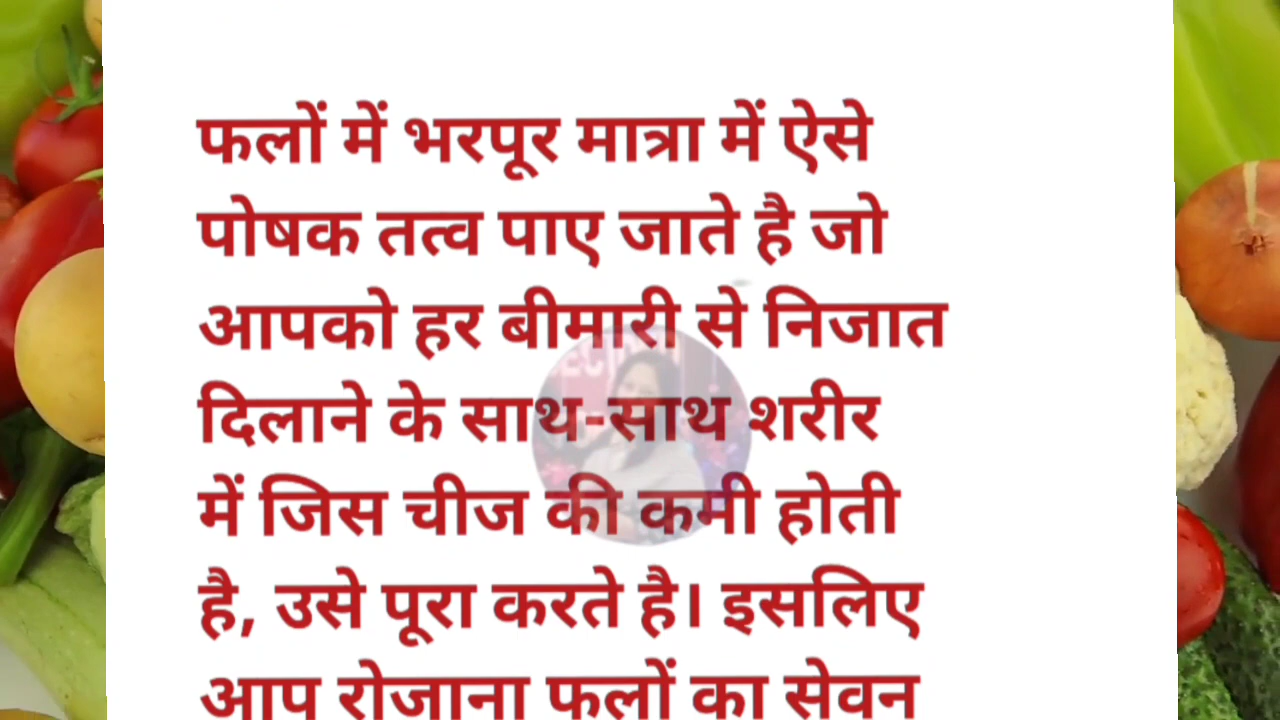 फलों में भरपूर मात्रा में ऐसे
पोषक तत्व पाए जाते है जो
आपको हर बीमारी से निजात
दिलाने के साथ-साथ शरीर
में जिस चीज की कमी होती
है, उसे पूरा करते है। इसलिए
आप रोजाना फलों का सेवन